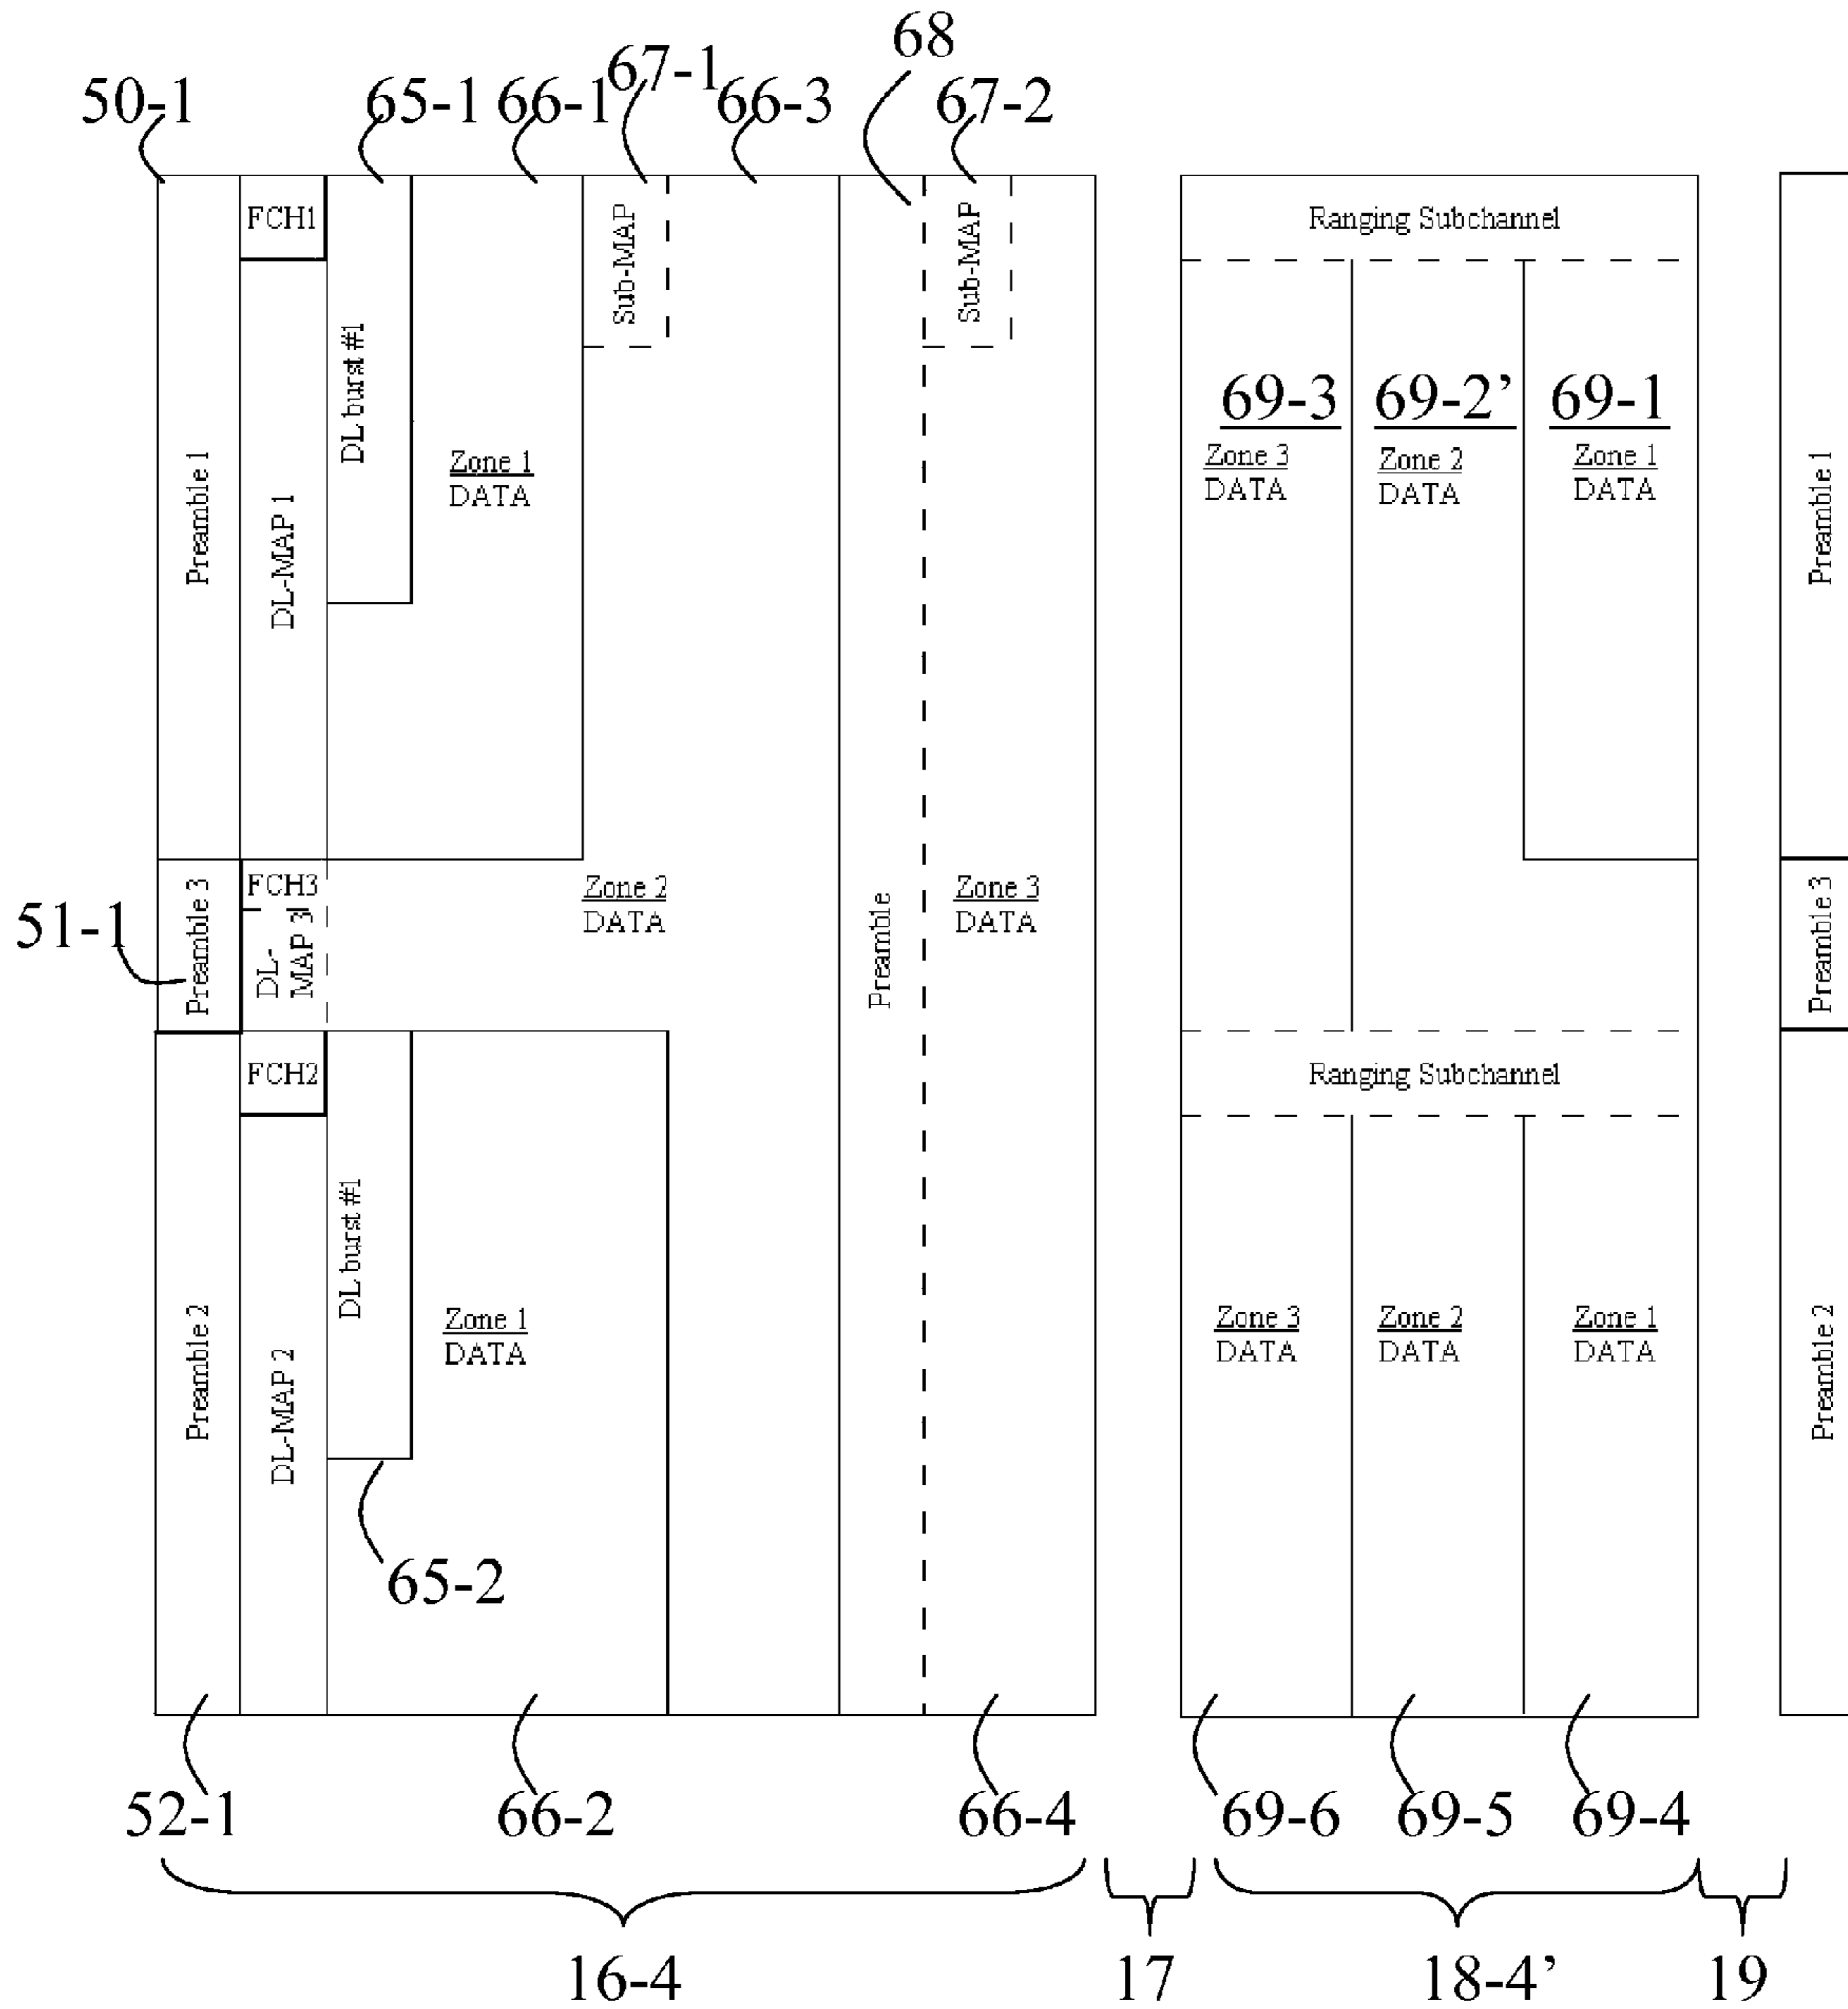 68
67-1
50-1
65-1
66-1
66-3
67-2
FCH1
Sub-MAP
Sub-MAP
Ranging Subchannel
Preamble 1
DL-MAP 1
DL burst #1
Zone 1
DATA
69-3
69-2’
69-1
Zone 3
DATA
Zone 2
DATA
Zone 1
DATA
Preamble 1
51-1
Preamble 3
FCH3
DL-
MAP 3
Zone 2
DATA
Preamble
Zone 3
DATA
Preamble 3
FCH2
Ranging Subchannel
Preamble 2
DL-MAP 2
DL burst #1
Zone 1
DATA
Zone 3
DATA
Zone 2
DATA
Zone 1
DATA
Preamble 2
65-2
52-1
66-2
66-4
69-6
69-5
69-4
16-4
17
18-4’
19